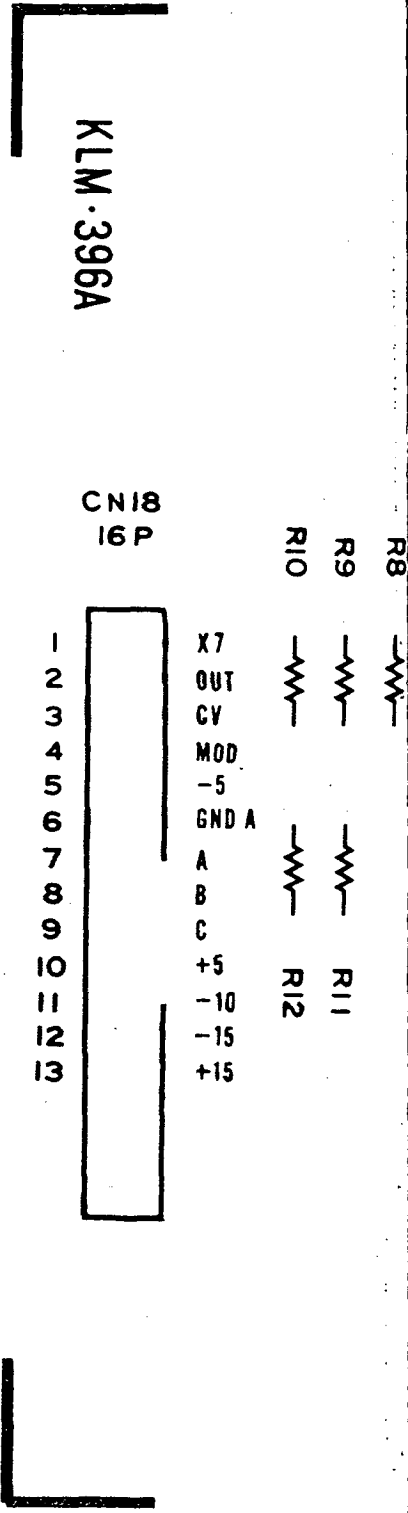 KLM-396A
CN18
16P
R10
R9
R8
1 X7
2 OUT
3 CV
4 MOD
5 -5
6 GND A
7 A
8 B
9 C
10 +5
11 -10
12 -15
13 +15
R12
R11